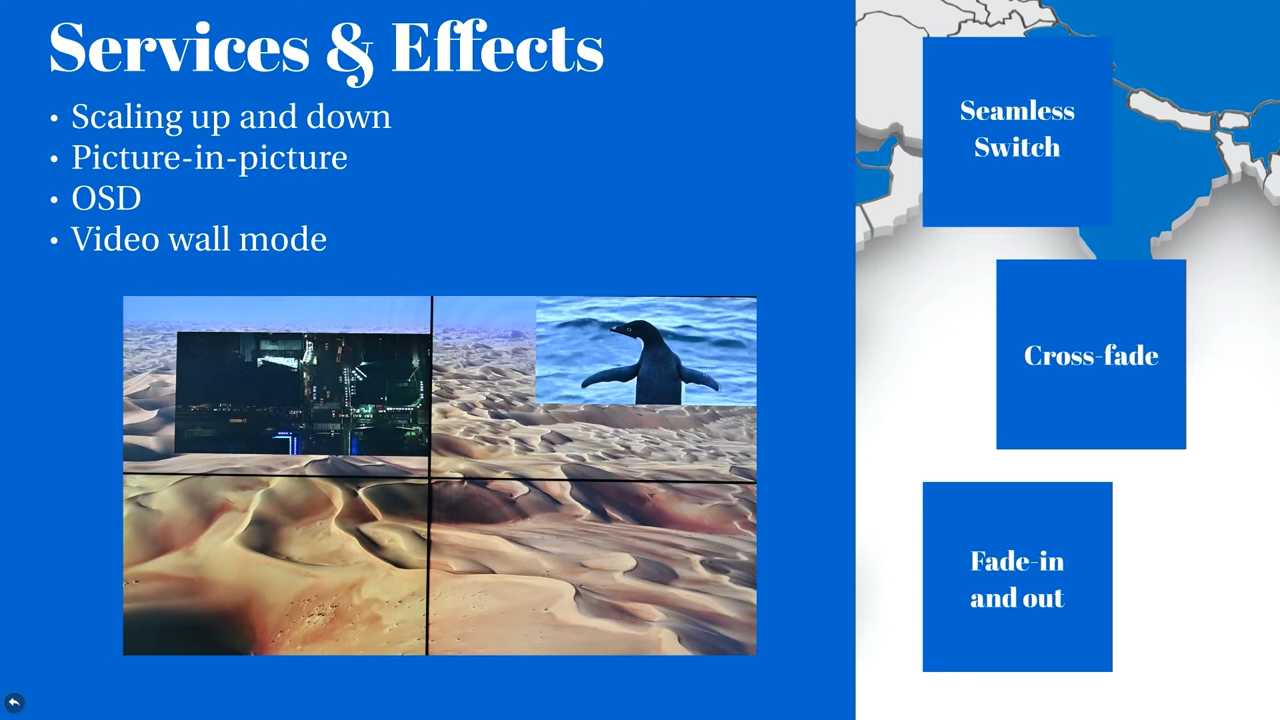 Services & Effects
• Scaling up and down
• Picture-in-picture
• OSD
• Video wall mode
Seamless
Switch
Cross-fade
Fade-in
and out